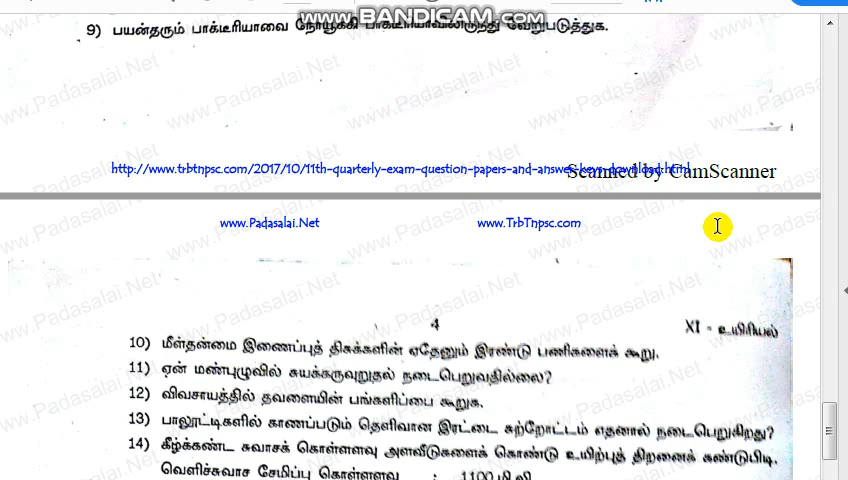 WWW.BANDICAM.COM
9) பயன்தரும் பாக்டீரியாவை நோயூக்கி பாக்டீரியாவிலிருந்து வேறுபடுத்துக.
http://www.trbtnpsc.com/2017/10/11th-quarterly-exam-question-papers-and-answer-keys-download.html
Scanned by CamScanner
www.Padasalai.Net www.TrbTnpsc.com
4 XI - உயிரியல்
10) மீள்தன்மை இணைப்புத் திசுக்களின் ஏதேனும் இரண்டு பணிகளைக் கூறு.
11) ஏன் மண்புழுவில் சுயக்கருவுறுதல் நடைபெறுவதில்லை?
12) விவசாயத்தில் தவளையின் பங்களிப்பை கூறுக.
13) பாலூட்டிகளில் காணப்படும் தெளிவான இரட்டை சுற்றோட்டம் எதனால் நடைபெறுகிறது?
14) கீழ்க்கண்ட சுவாசக் கொள்ளளவு அளவீடுகளைக் கொண்டு உயிர்புத் திறனைக் கண்டுபிடி.
வெளிச்சுவாச சேமிப்பு கொள்ளளவு : 1100 மி.லி